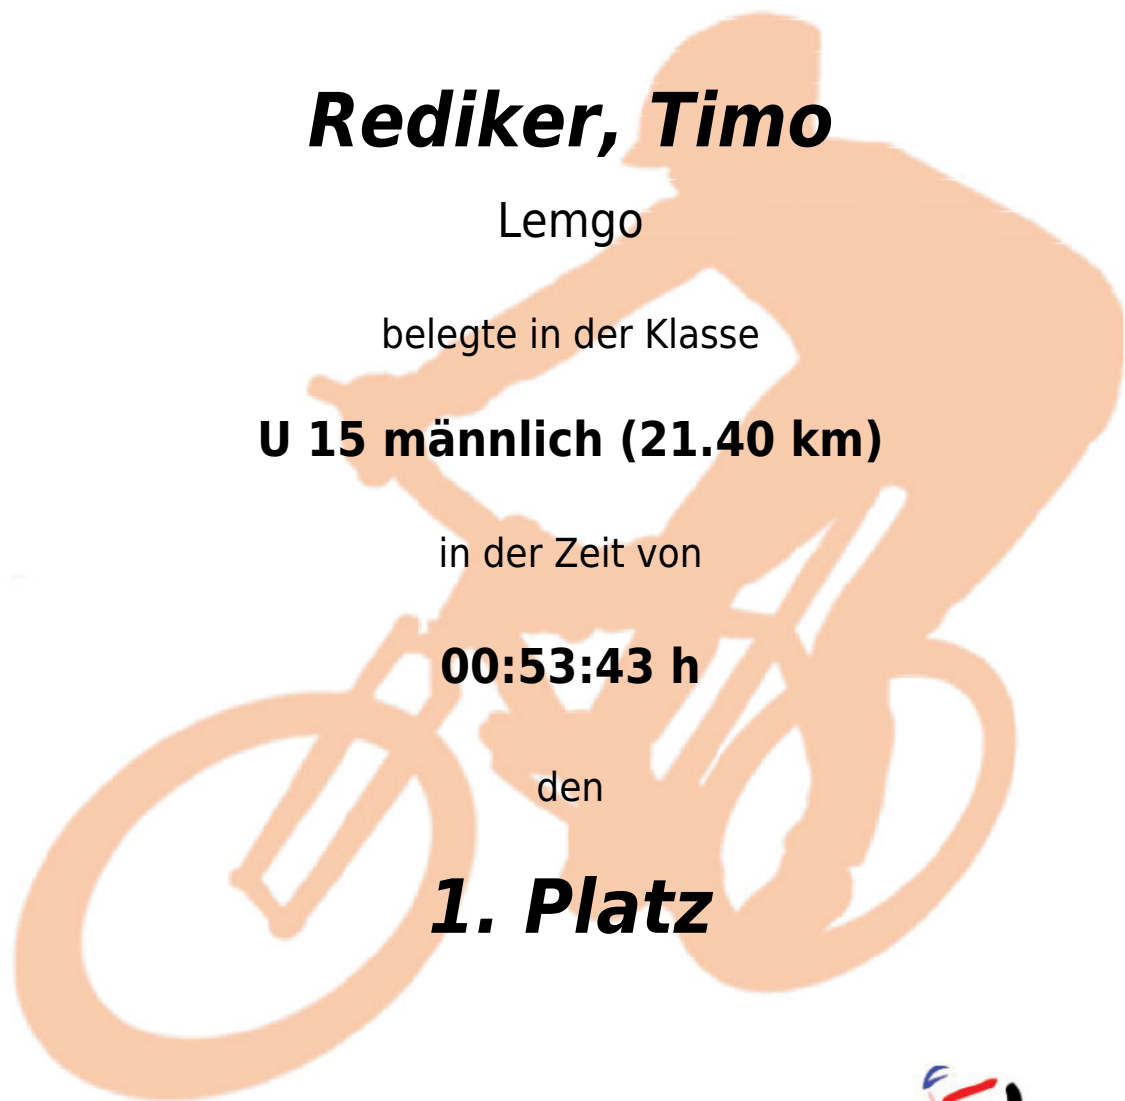 Rediker, Timo
Lemgo
belegte in der Klasse
U 15 männlich (21.40 km)
in der Zeit von
00:53:43 h
den
1. Platz